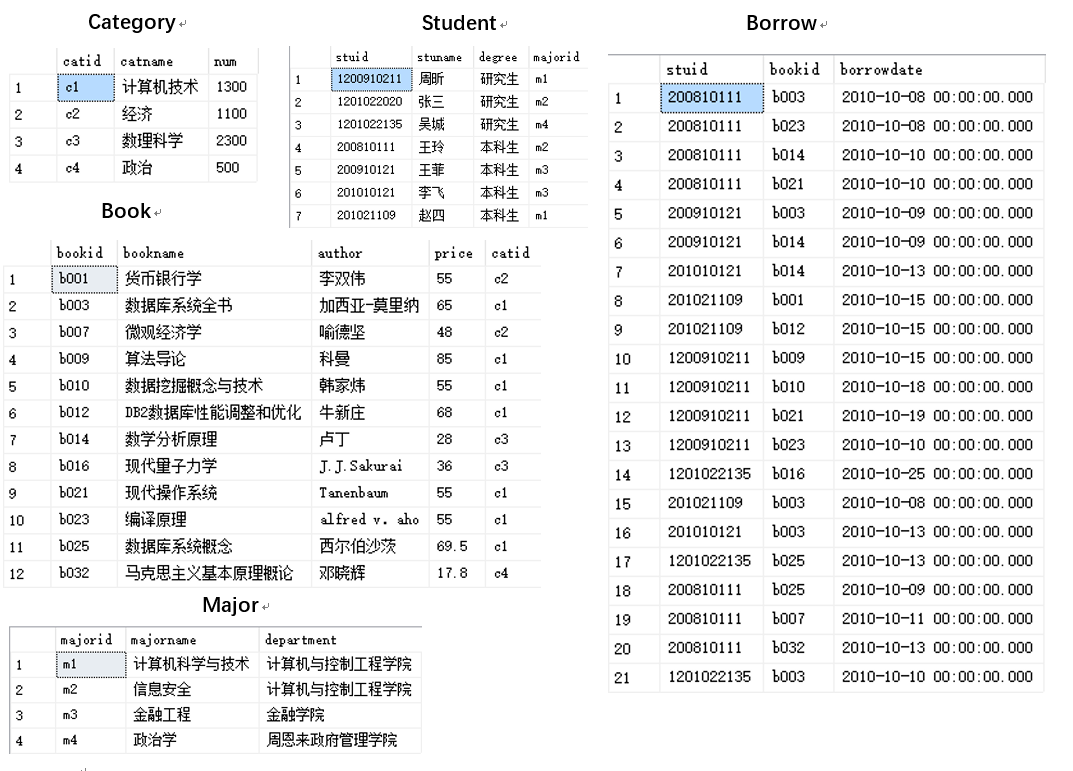 Category
catid catname num
1 c1 计算机技术 1300
2 c2 经济 1100
3 c3 数理科学 2300
4 c4 政治 500
Student
stuid stuname degree majorid
1 1200910211 周昕 研究生 m1
2 1201022020 张三 研究生 m2
3 1201022135 吴城 研究生 m4
4 200810111 王玲 本科生 m2
5 200910121 王菲 本科生 m3
6 201010121 李飞 本科生 m3
7 201021109 赵四 本科生 m1
Book
bookid bookname author price catid
1 b001 货币银行学 李双伟 55 c2
2 b003 数据库系统全书 加西亚-莫里纳 65 c1
3 b007 微观经济学 喻德坚 48 c2
4 b009 算法导论 科曼 85 c1
5 b010 数据挖掘概念与技术 韩家炜 55 c1
6 b012 DB2数据库性能调整和优化 牛新庄 68 c1
7 b014 数学分析原理 卢丁 28 c3
8 b016 现代量子力学 J.J.Sakurai 36 c3
9 b021 现代操作系统 Tanenbaum 55 c1
10 b023 编译原理 alfred v. aho 55 c1
11 b025 数据库系统概念 西尔伯沙茨 69.5 c1
12 b032 马克思主义基本原理概论 邓晓辉 17.8 c4
Major
majorid majorname department
1 m1 计算机科学与技术 计算机与控制工程学院
2 m2 信息安全 计算机与控制工程学院
3 m3 金融工程 金融学院
4 m4 政治学 周恩来政府管理学院
Borrow
stuid bookid borrowdate
1 200810111 b003 2010-10-08 00:00:00.000
2 200810111 b023 2010-10-08 00:00:00.000
3 200810111 b014 2010-10-10 00:00:00.000
4 200810111 b021 2010-10-10 00:00:00.000
5 200910121 b003 2010-10-09 00:00:00.000
6 200910121 b014 2010-10-09 00:00:00.000
7 201010121 b014 2010-10-13 00:00:00.000
8 201021109 b001 2010-10-15 00:00:00.000
9 201021109 b012 2010-10-15 00:00:00.000
10 1200910211 b009 2010-10-15 00:00:00.000
11 1200910211 b010 2010-10-18 00:00:00.000
12 1200910211 b021 2010-10-19 00:00:00.000
13 1200910211 b023 2010-10-10 00:00:00.000
14 1201022135 b016 2010-10-25 00:00:00.000
15 201021109 b003 2010-10-08 00:00:00.000
16 201010121 b003 2010-10-13 00:00:00.000
17 1201022135 b025 2010-10-13 00:00:00.000
18 200810111 b025 2010-10-09 00:00:00.000
19 200810111 b007 2010-10-11 00:00:00.000
20 200810111 b032 2010-10-13 00:00:00.000
21 1201022135 b003 2010-10-10 00:00:00.000